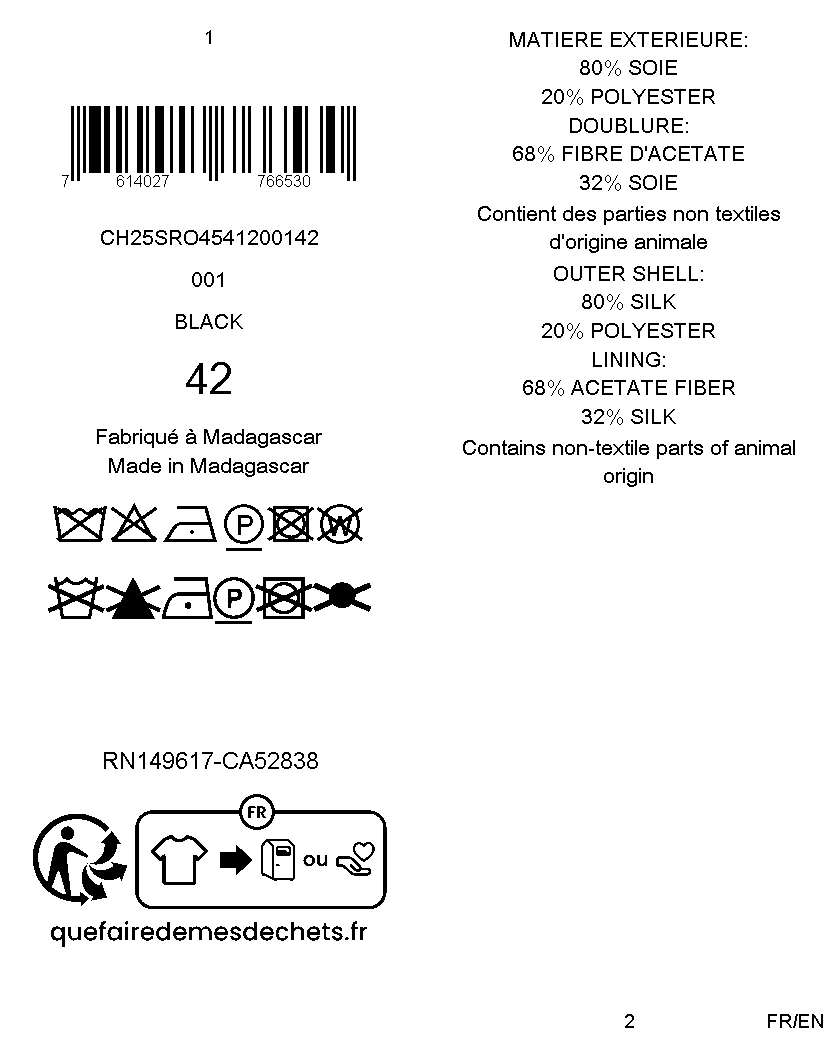 1
7 614027 766530
CH25SRO4541200142
001
BLACK
42
Fabriqué à Madagascar
Made in Madagascar
P
W
P
RN149617-CA52838
FR
ou
quefairedemesdechets.fr
MATIERE EXTERIEURE:
80% SOIE
20% POLYESTER
DOUBLURE:
68% FIBRE D'ACETATE
32% SOIE
Contient des parties non textiles
d'origine animale
OUTER SHELL:
80% SILK
20% POLYESTER
LINING:
68% ACETATE FIBER
32% SILK
Contains non-textile parts of animal
origin
2
FR/EN